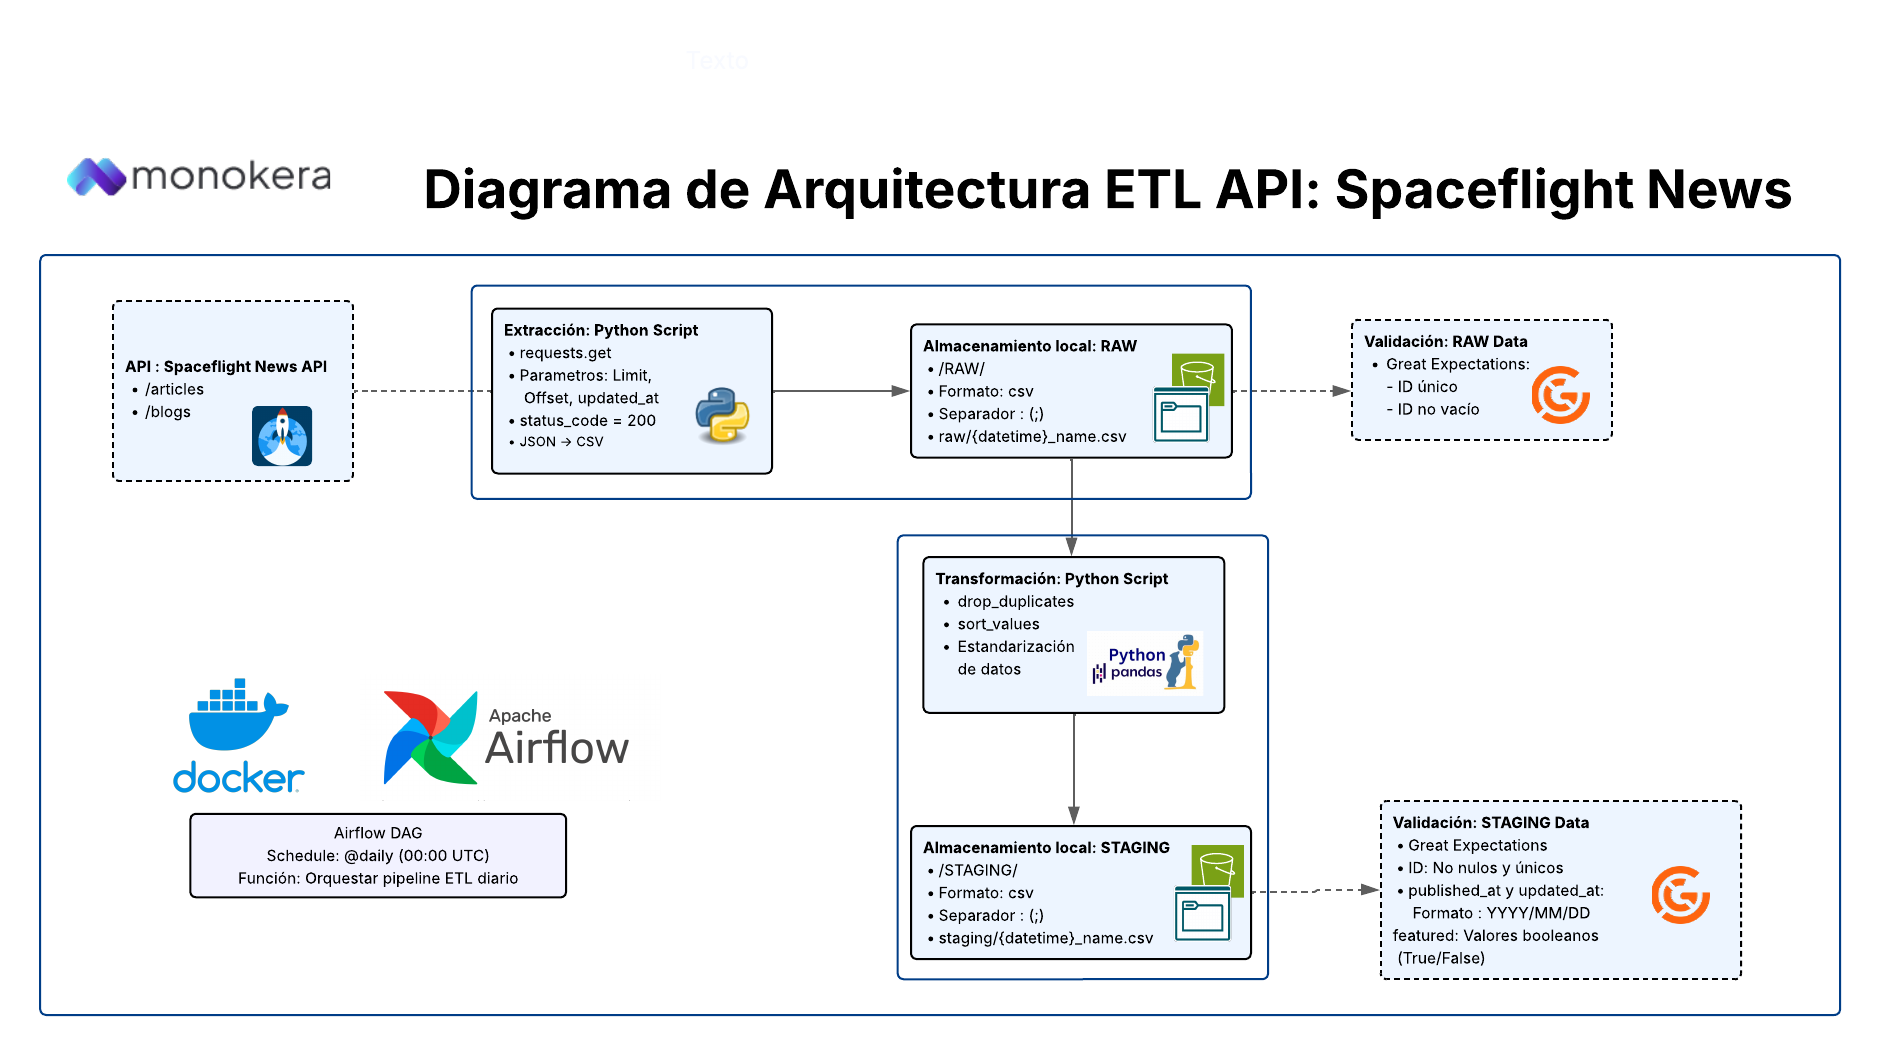 Texto
monokera
Diagrama de Arquitectura ETL API: Spaceflight News
API : Spaceflight News API
• /articles
• /blogs
Extracción: Python Script
• requests.get
• Parametros: Limit,
Offset, updated_at
• status_code = 200
• JSON → CSV
Almacenamiento local: RAW
• /RAW/
• Formato: csv
• Separador : (;)
• raw/{datetime}_name.csv
Validación: RAW Data
• Great Expectations:
- ID único
- ID no vacío
Transformación: Python Script
• drop_duplicates
• sort_values
• Estandarización
de datos
Python
pandas
docker
Apache
Airflow
Airflow DAG
Schedule: @daily (00:00 UTC)
Función: Orquestar pipeline ETL diario
Almacenamiento local: STAGING
• /STAGING/
• Formato: csv
• Separador : (;)
• staging/{datetime}_name.csv
Validación: STAGING Data
• Great Expectations
• ID: No nulos y únicos
• published_at y updated_at:
Formato : YYYY/MM/DD
featured: Valores booleanos
(True/False)